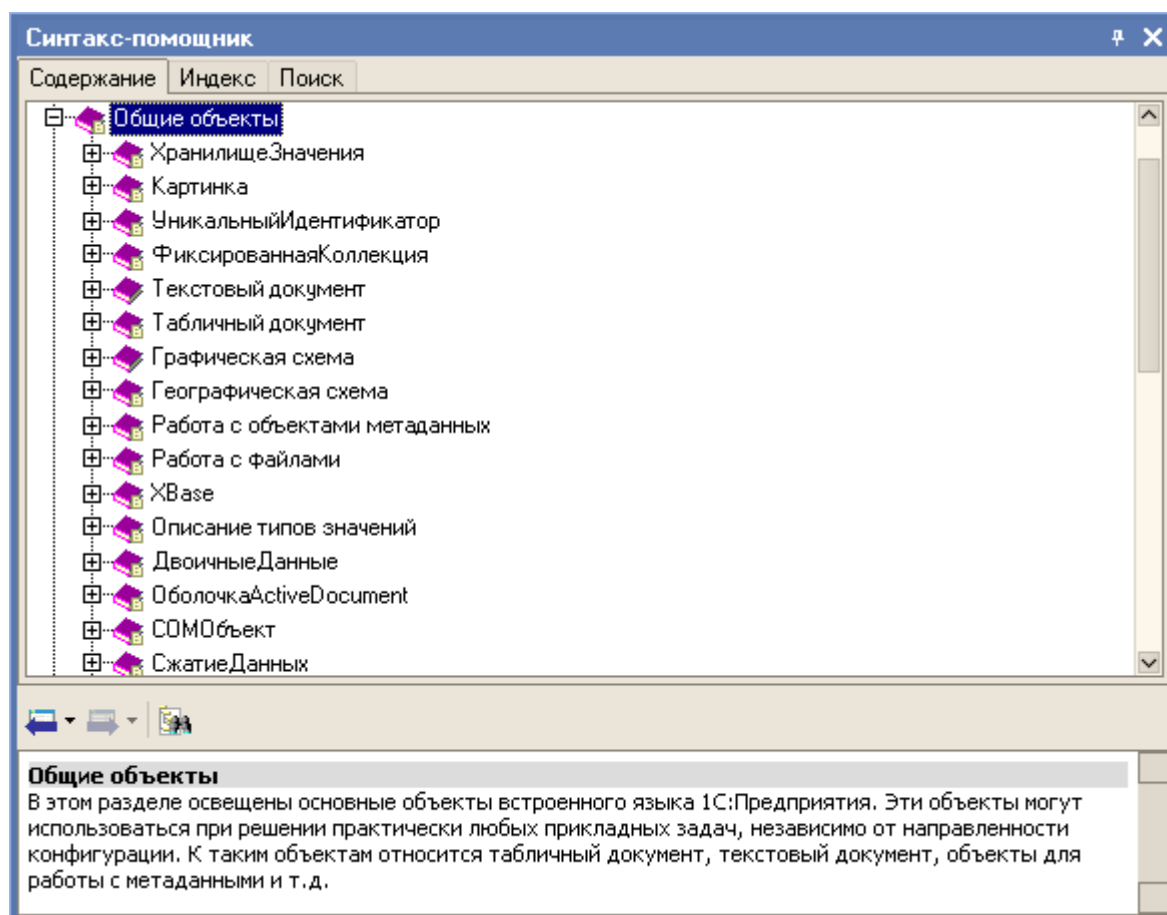 Синтакс-помощник
Содержание Индекс Поиск
Общие объекты
ХранилищеЗначения
Картинка
УникальныйИдентификатор
ФиксированнаяКоллекция
Текстовый документ
Табличный документ
Графическая схема
Географическая схема
Работа с объектами метаданных
Работа с файлами
XBase
Описание типов значений
ДвоичныеДанные
ОболочкаActiveDocument
COMОбъект
СжатиеДанных
Общие объекты
В этом разделе освещены основные объекты встроенного языка 1С:Предприятия. Эти объекты могут
использоваться при решении практически любых прикладных задач, независимо от направленности
конфигурации. К таким объектам относится табличный документ, текстовый документ, объекты для
работы с метаданными и т.д.